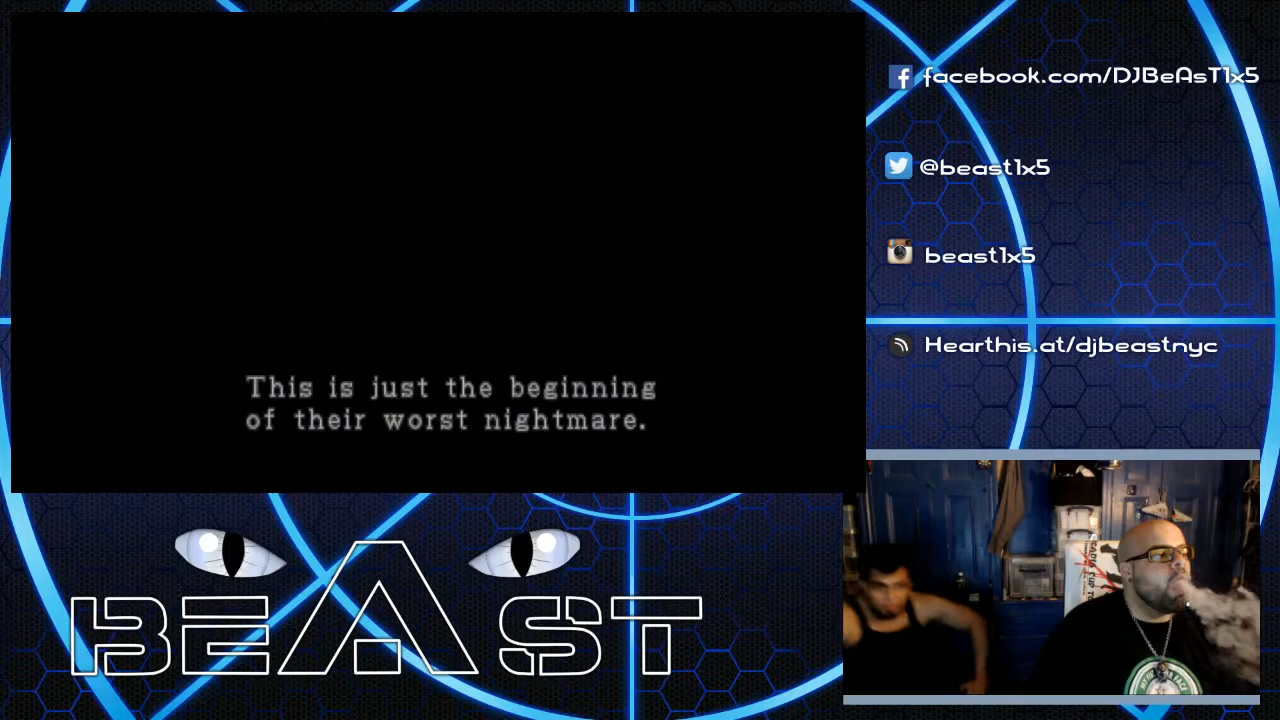 This is just the beginning
of their worst nightmare.
facebook.com/DJBeAsT1x5
@beast1x5
beast1x5
Hearthis.at/djbeastnyc
BEAST